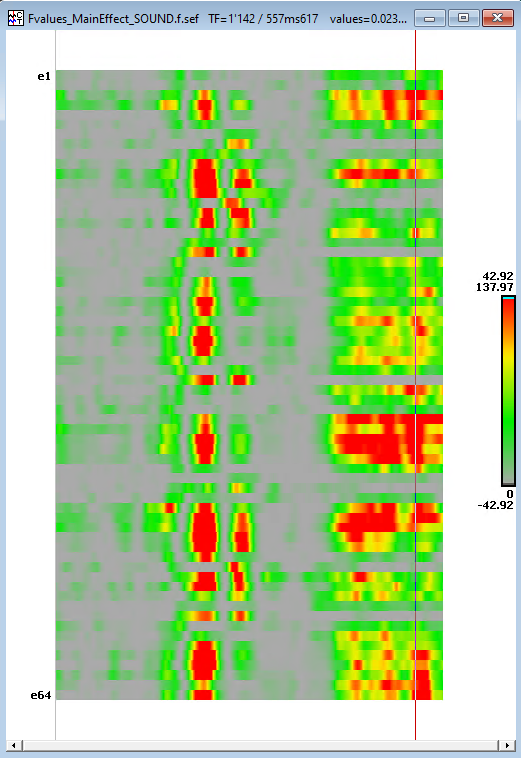 Fvalues_MainEffect_SOUND.f.sef TF=1'142 / 557ms617 values=0.023...
e1
42.92
137.97
0
-42.92
e64